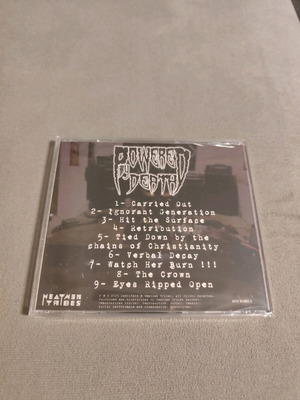 POWERED
BY DEATH
1- Carried Out
2- Ignorant Generation
3- Hit the Surface
4- Retribution
5- Tied Down by the
chains of Christianity
6- Verbal Decay
7- Watch Her Burn !!!
8- The Crown
9- Eyes Ripped Open
HEATHEN
TRIBES